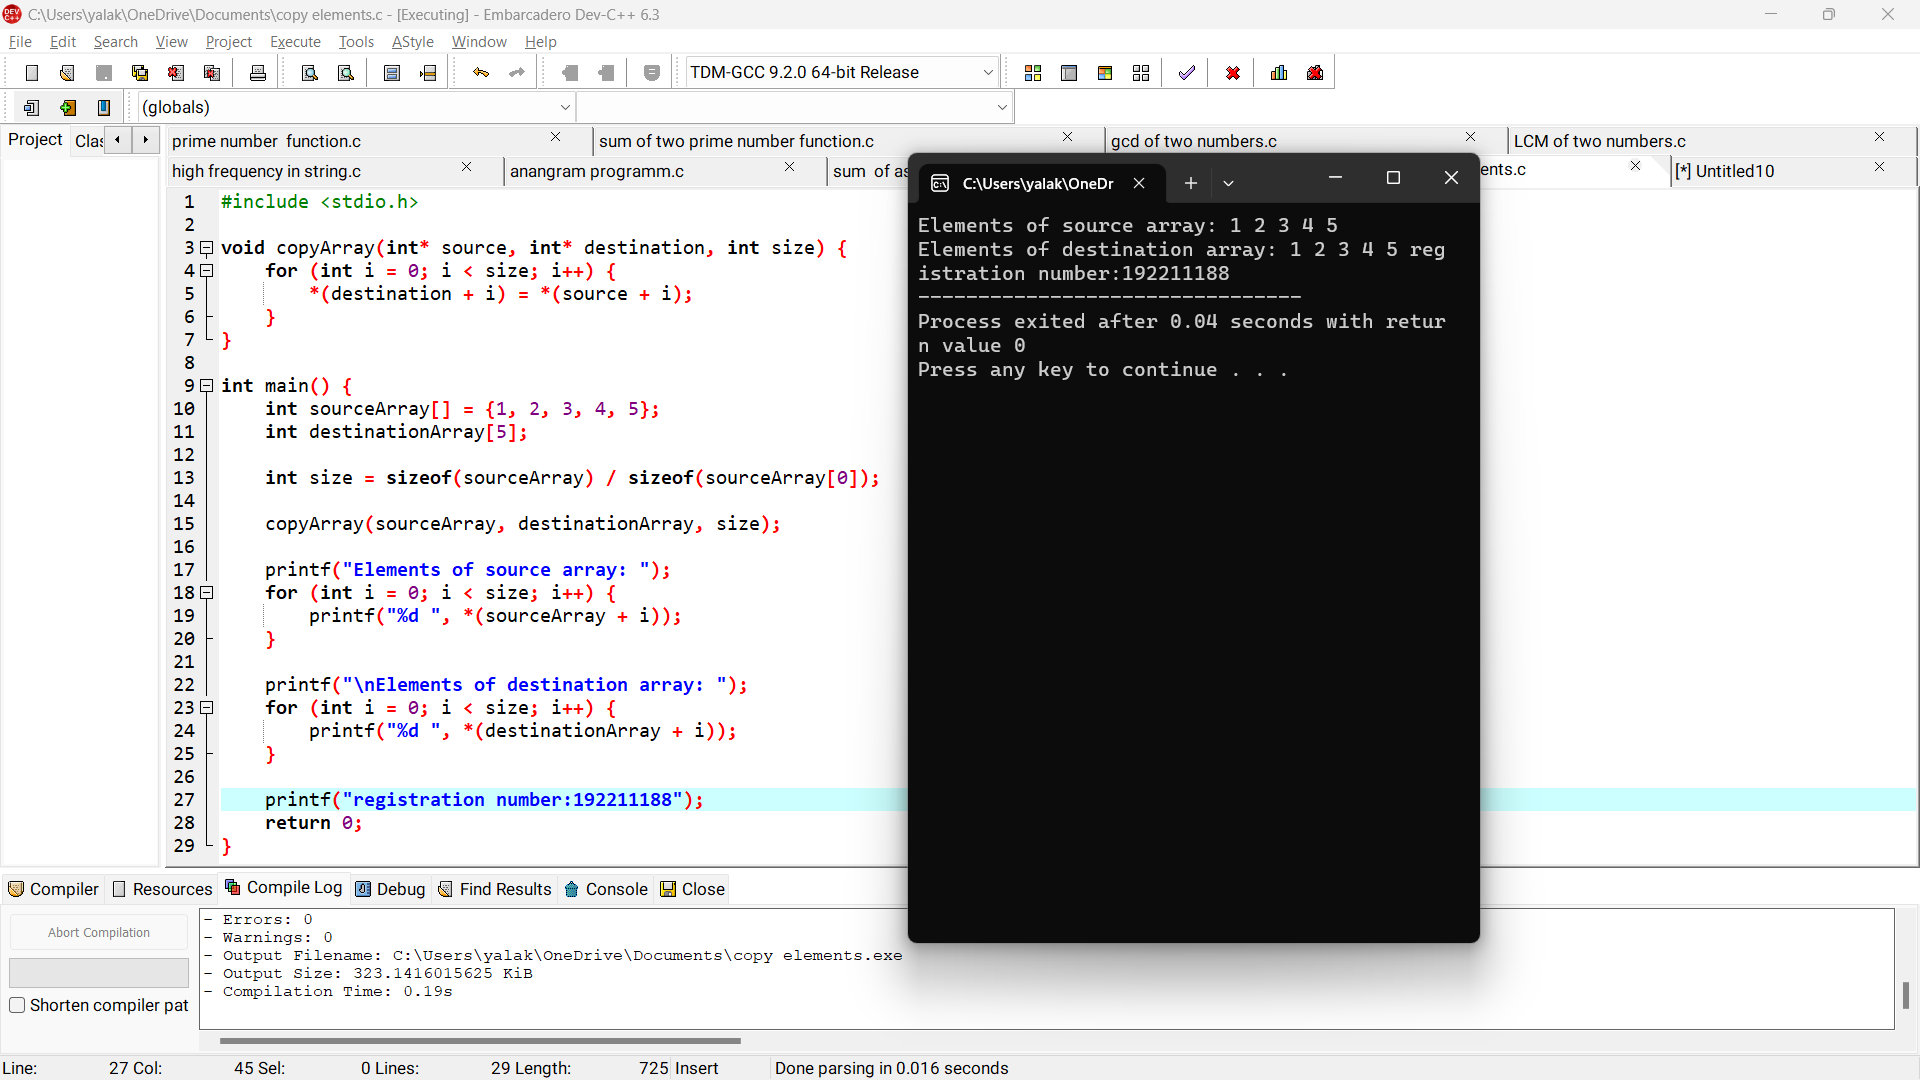 C:\Users\yalak\OneDrive\Documents\copy elements.c - [Executing] - Embarcadero Dev-C++ 6.3
File Edit Search View Project Execute Tools AStyle Window Help
TDM-GCC 9.2.0 64-bit Release
(globals)
Project Clas
prime number  function.c
sum of two prime number function.c
gcd of two numbers.c
LCM of two numbers.c
high frequency in string.c
anangram programm.c
sum  of as
ents.c
[*] Untitled10
1 #include <stdio.h>
2
3 void copyArray(int* source, int* destination, int size) {
4     for (int i = 0; i < size; i++) {
5         *(destination + i) = *(source + i);
6     }
7 }
8
9 int main() {
10     int sourceArray[] = {1, 2, 3, 4, 5};
11     int destinationArray[5];
12
13     int size = sizeof(sourceArray) / sizeof(sourceArray[0]);
14
15     copyArray(sourceArray, destinationArray, size);
16
17     printf("Elements of source array: ");
18     for (int i = 0; i < size; i++) {
19         printf("%d ", *(sourceArray + i));
20     }
21
22     printf("\nElements of destination array: ");
23     for (int i = 0; i < size; i++) {
24         printf("%d ", *(destinationArray + i));
25     }
26
27     printf("registration number:192211188");
28     return 0;
29 }
C:\Users\yalak\OneDr
Elements of source array: 1 2 3 4 5
Elements of destination array: 1 2 3 4 5 reg
istration number:192211188
--------------------------------
Process exited after 0.04 seconds with retur
n value 0
Press any key to continue . . .
Compiler Resources Compile Log Debug Find Results Console Close
Abort Compilation
Shorten compiler pat
- Errors: 0
- Warnings: 0
- Output Filename: C:\Users\yalak\OneDrive\Documents\copy elements.exe
- Output Size: 323.1416015625 KiB
- Compilation Time: 0.19s
Line: 27 Col: 45 Sel: 0 Lines: 29 Length: 725 Insert Done parsing in 0.016 seconds